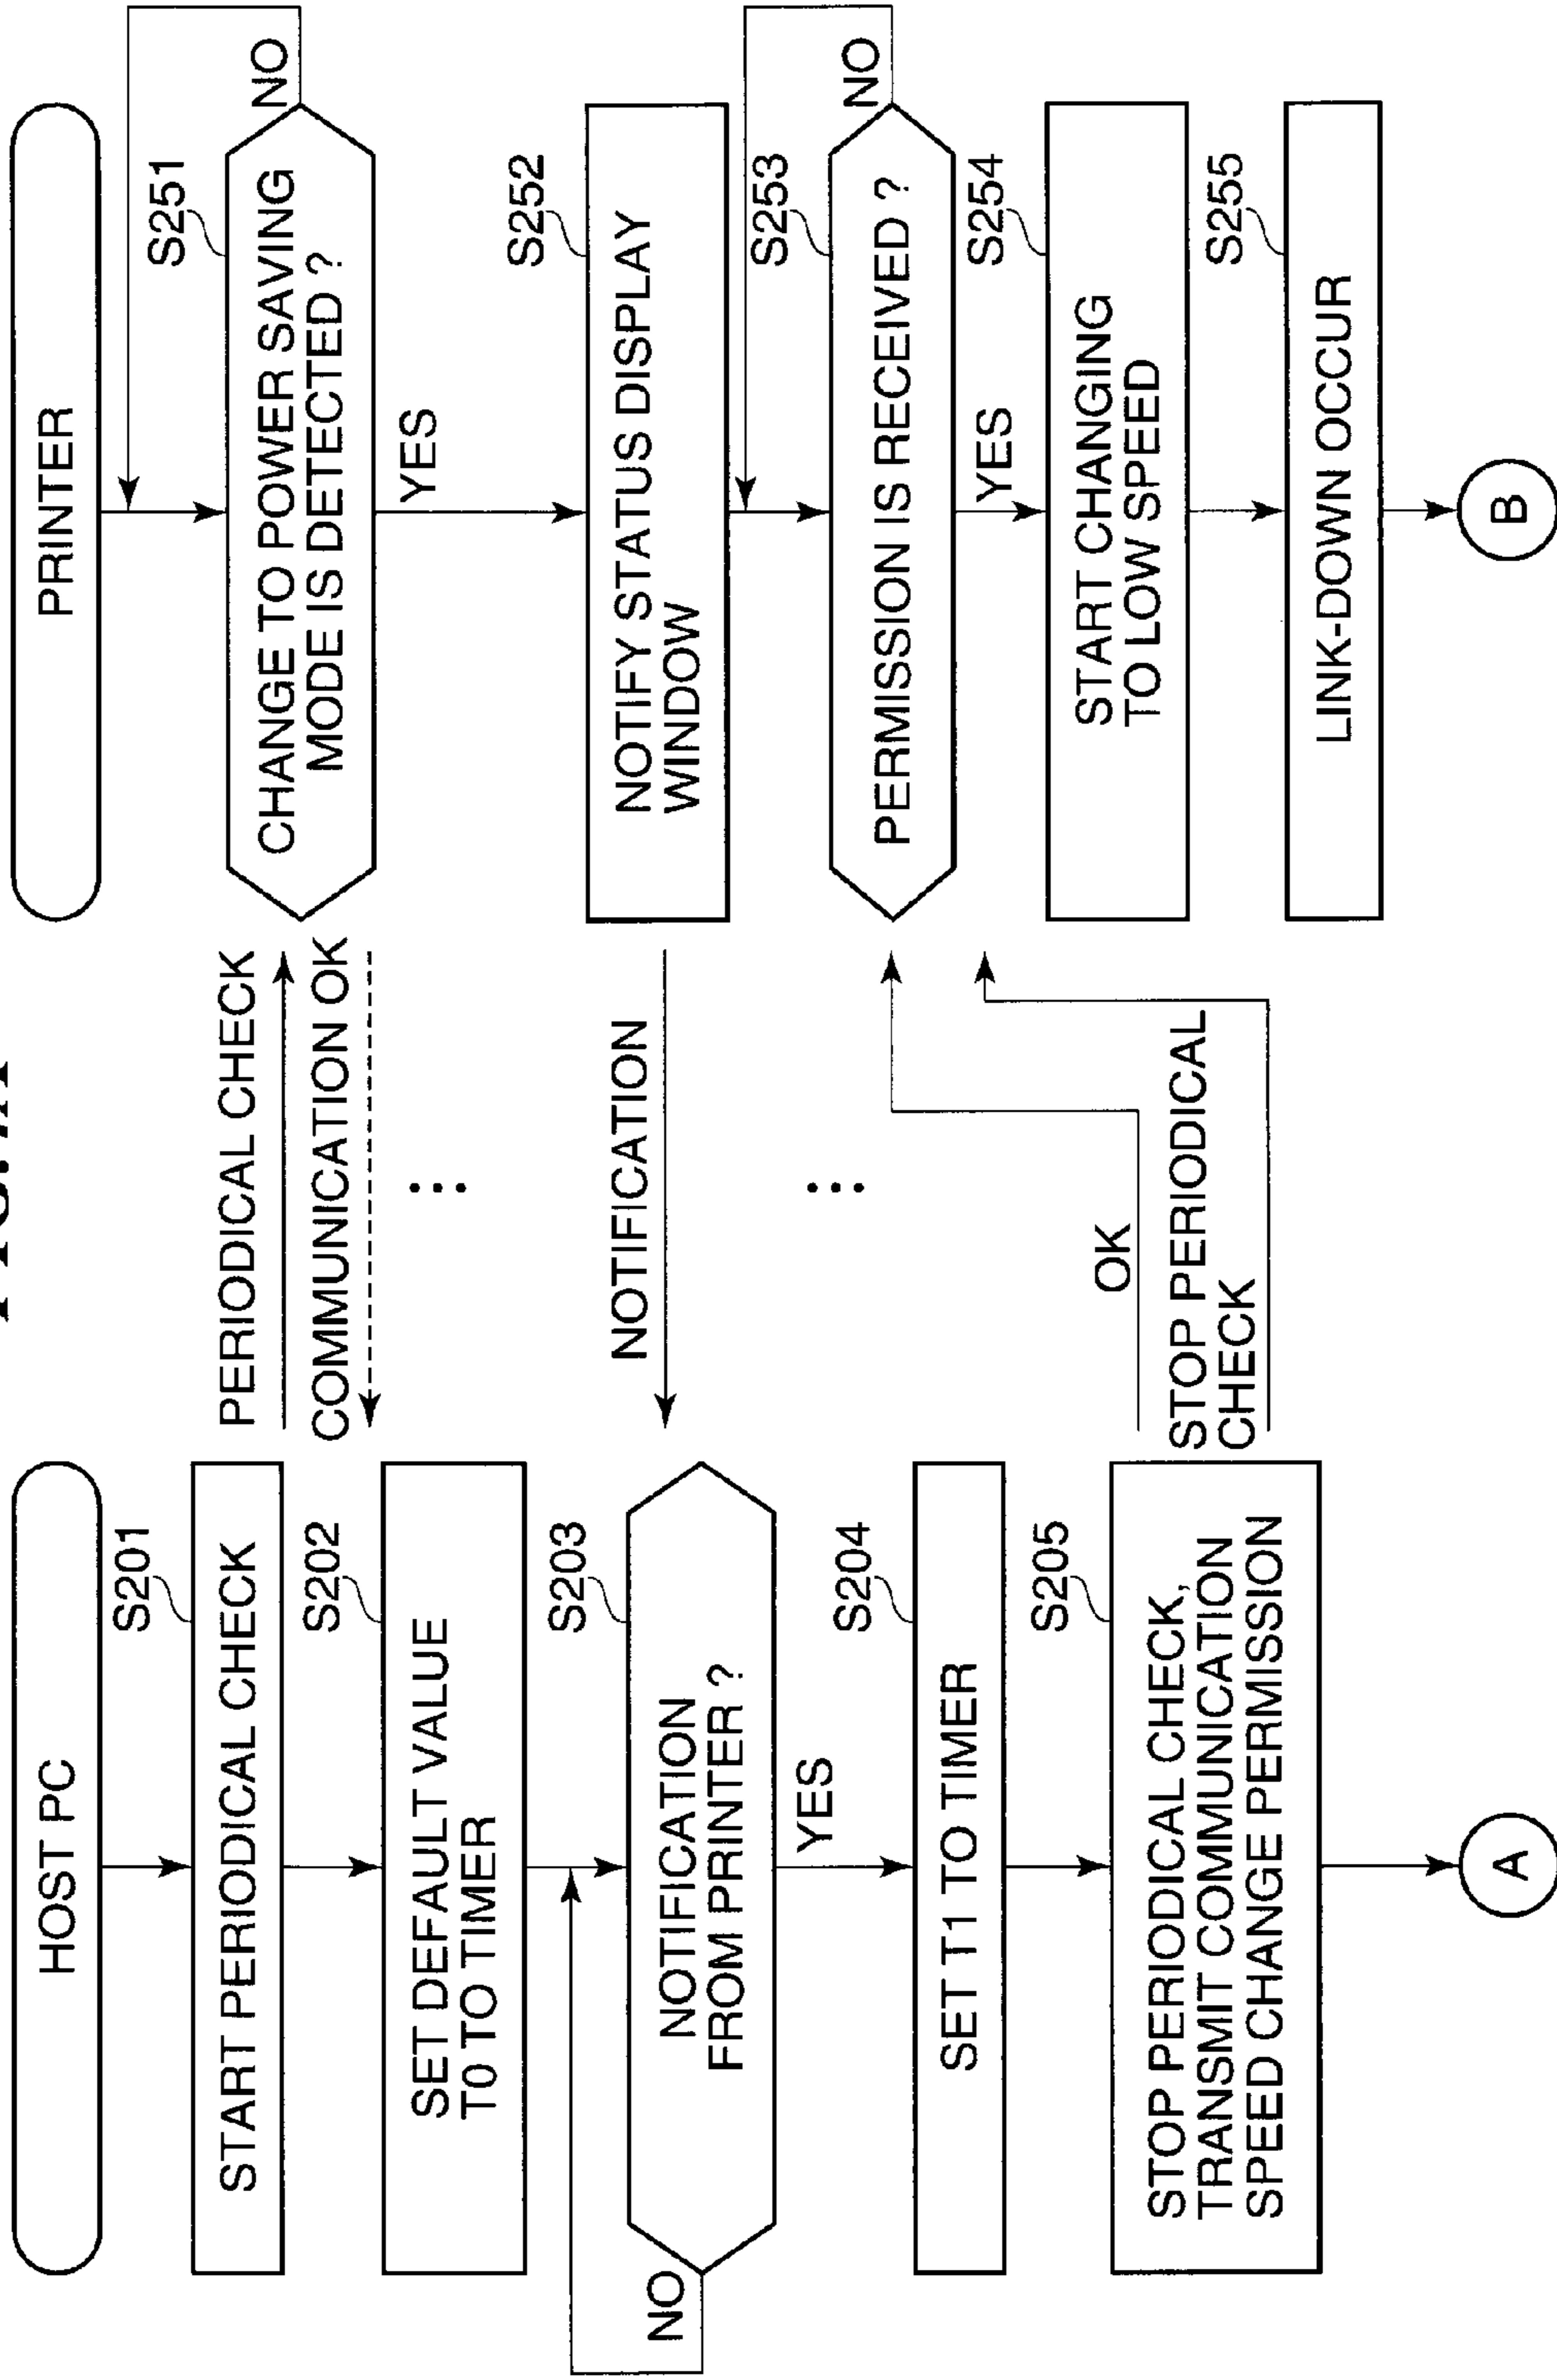 HOST PC
S201
START PERIODICAL CHECK
S202
SET DEFAULT VALUE
T0 TO TIMER
S203
NOTIFICATION
FROM PRINTER ?
NO
YES
S204
SET T1 TO TIMER
S205
STOP PERIODICAL CHECK,
TRANSMIT COMMUNICATION
SPEED CHANGE PERMISSION
A
PERIODICAL CHECK
COMMUNICATION OK
NOTIFICATION
OK
STOP PERIODICAL
CHECK
PRINTER
S251
CHANGE TO POWER SAVING
MODE IS DETECTED ?
NO
YES
S252
NOTIFY STATUS DISPLAY
WINDOW
S253
PERMISSION IS RECEIVED ?
NO
YES
S254
START CHANGING
TO LOW SPEED
S255
LINK-DOWN OCCUR
B